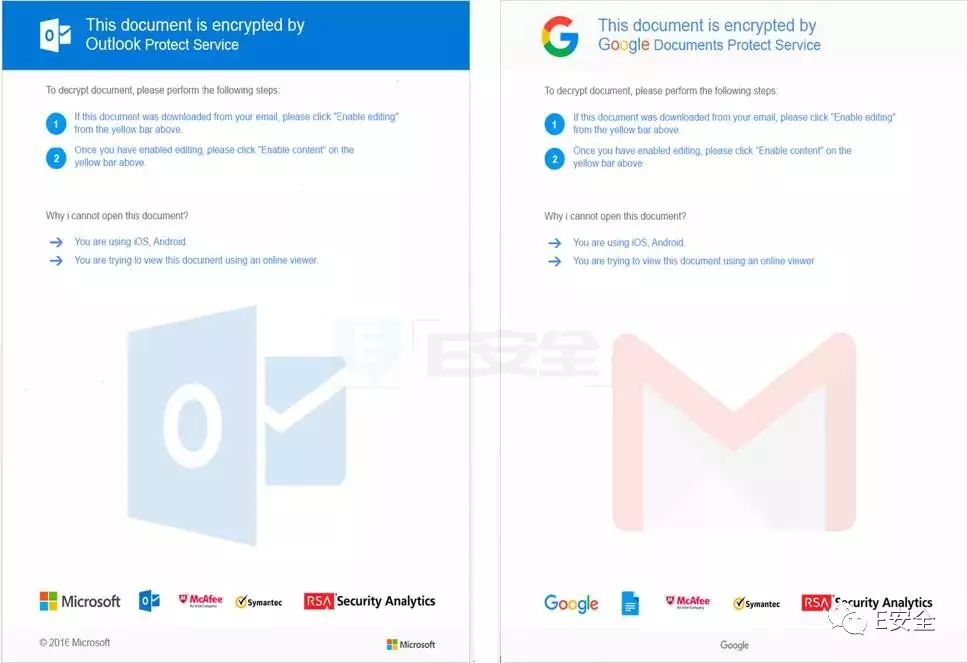 This document is encrypted by
Outlook Protect Service
To decrypt document, please perform the following steps:
1
If this document was downloaded from your email, please click "Enable editing"
from the yellow bar above.
2
Once you have enabled editing, please click "Enable content" on the
yellow bar above.
Why i cannot open this document?
You are using iOS, Android.
You are trying to view this document using an online viewer.
Microsoft
McAfee
An Intel Company
Symantec
RSA Security Analytics
© 2016 Microsoft
Microsoft
This document is encrypted by
Google Documents Protect Service
To decrypt document, please perform the following steps:
1
If this document was downloaded from your email, please click "Enable editing"
from the yellow bar above.
2
Once you have enabled editing, please click "Enable content" on the
yellow bar above.
Why i cannot open this document?
You are using iOS, Android.
You are trying to view this document using an online viewer
Google
McAfee
An Intel Company
Symantec
RSA Security Analytics
Google
E安全
E安全